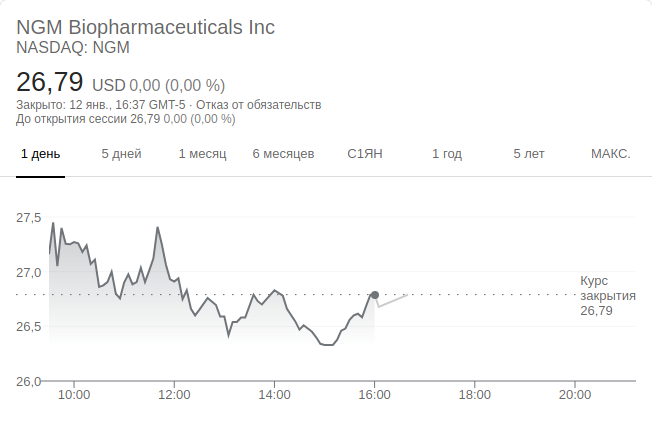 NGM Biopharmaceuticals Inc
NASDAQ: NGM
26,79 USD 0,00 (0,00 %)
Закрыто: 12 янв., 16:37 GMT-5 · Отказ от обязательств
До открытия сессии 26,79 0,00 (0,00 %)
1 день 5 дней 1 месяц 6 месяцев С1ЯН 1 год 5 лет МАКС.
27,5
27,0
Курс
закрытия
26,79
26,5
26,0
10:00 12:00 14:00 16:00 18:00 20:00